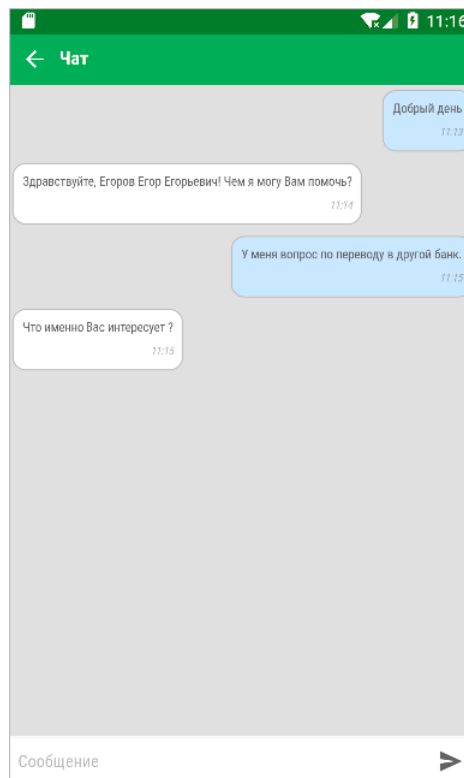 11:16
Чат
Добрый день
11:13
Здравствуйте, Егоров Егор Егорьевич! Чем я могу Вам помочь?
11:14
У меня вопрос по переводу в другой банк.
11:15
Что именно Вас интересует ?
11:15
Сообщение